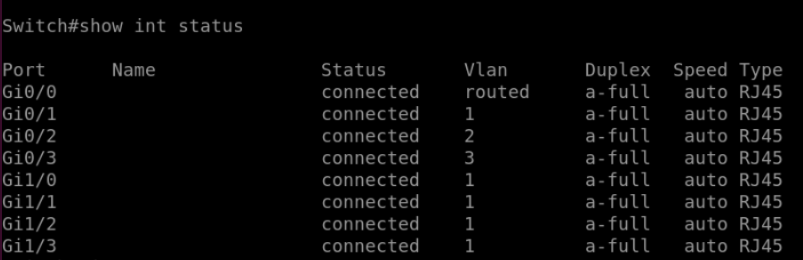 Switch#show int status
Port Name Status Vlan Duplex Speed Type
Gi0/0 connected routed a-full auto RJ45
Gi0/1 connected 1 a-full auto RJ45
Gi0/2 connected 2 a-full auto RJ45
Gi0/3 connected 3 a-full auto RJ45
Gi1/0 connected 1 a-full auto RJ45
Gi1/1 connected 1 a-full auto RJ45
Gi1/2 connected 1 a-full auto RJ45
Gi1/3 connected 1 a-full auto RJ45